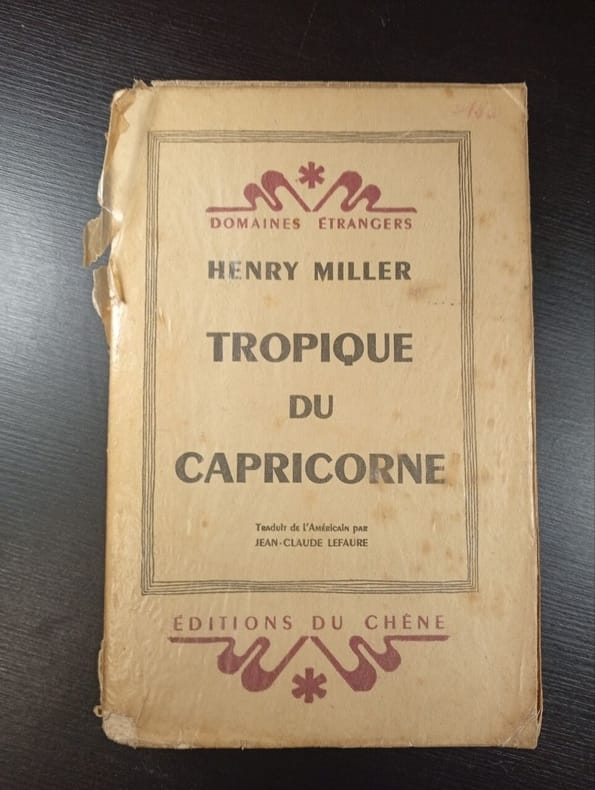 DOMAINES ÉTRANGERS
HENRY MILLER
TROPIQUE
DU
CAPRICORNE
Traduit de l'Américain par
JEAN-CLAUDE LEFAURE
ÉDITIONS DU CHÊNE